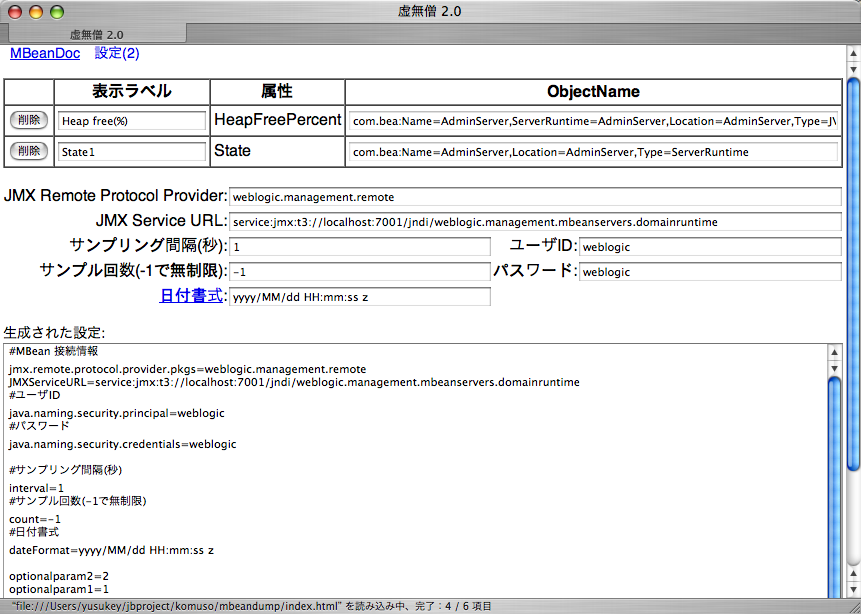 虚無僧 2.0
虚無僧 2.0
MBeanDoc 設定(2)
表示ラベル 属性 ObjectName
削除 Heap free(%) HeapFreePercent com.bea:Name=AdminServer,ServerRuntime=AdminServer,Location=AdminServer,Type=J
削除 State1 State com.bea:Name=AdminServer,Location=AdminServer,Type=ServerRuntime
JMX Remote Protocol Provider: weblogic.management.remote
JMX Service URL: service:jmx:t3://localhost:7001/jndi/weblogic.management.mbeanservers.domainruntime
サンプリング間隔(秒): 1 ユーザID: weblogic
サンプル回数(-1で無制限): -1 パスワード: weblogic
日付書式: yyyy/MM/dd HH:mm:ss z
生成された設定:
#MBean 接続情報
jmx.remote.protocol.provider.pkgs=weblogic.management.remote
JMXServiceURL=service:jmx:t3://localhost:7001/jndi/weblogic.management.mbeanservers.domainruntime
#ユーザID
java.naming.security.principal=weblogic
#パスワード
java.naming.security.credentials=weblogic
#サンプリング間隔(秒)
interval=1
#サンプル回数(-1で無制限)
count=-1
#日付書式
dateFormat=yyyy/MM/dd HH:mm:ss z
optionalparam2=2
optionalparam1=1
"file:///Users/yusukey/jbproject/komuso/mbeandump/index.html" を読み込み中、完了：4 / 6 項目